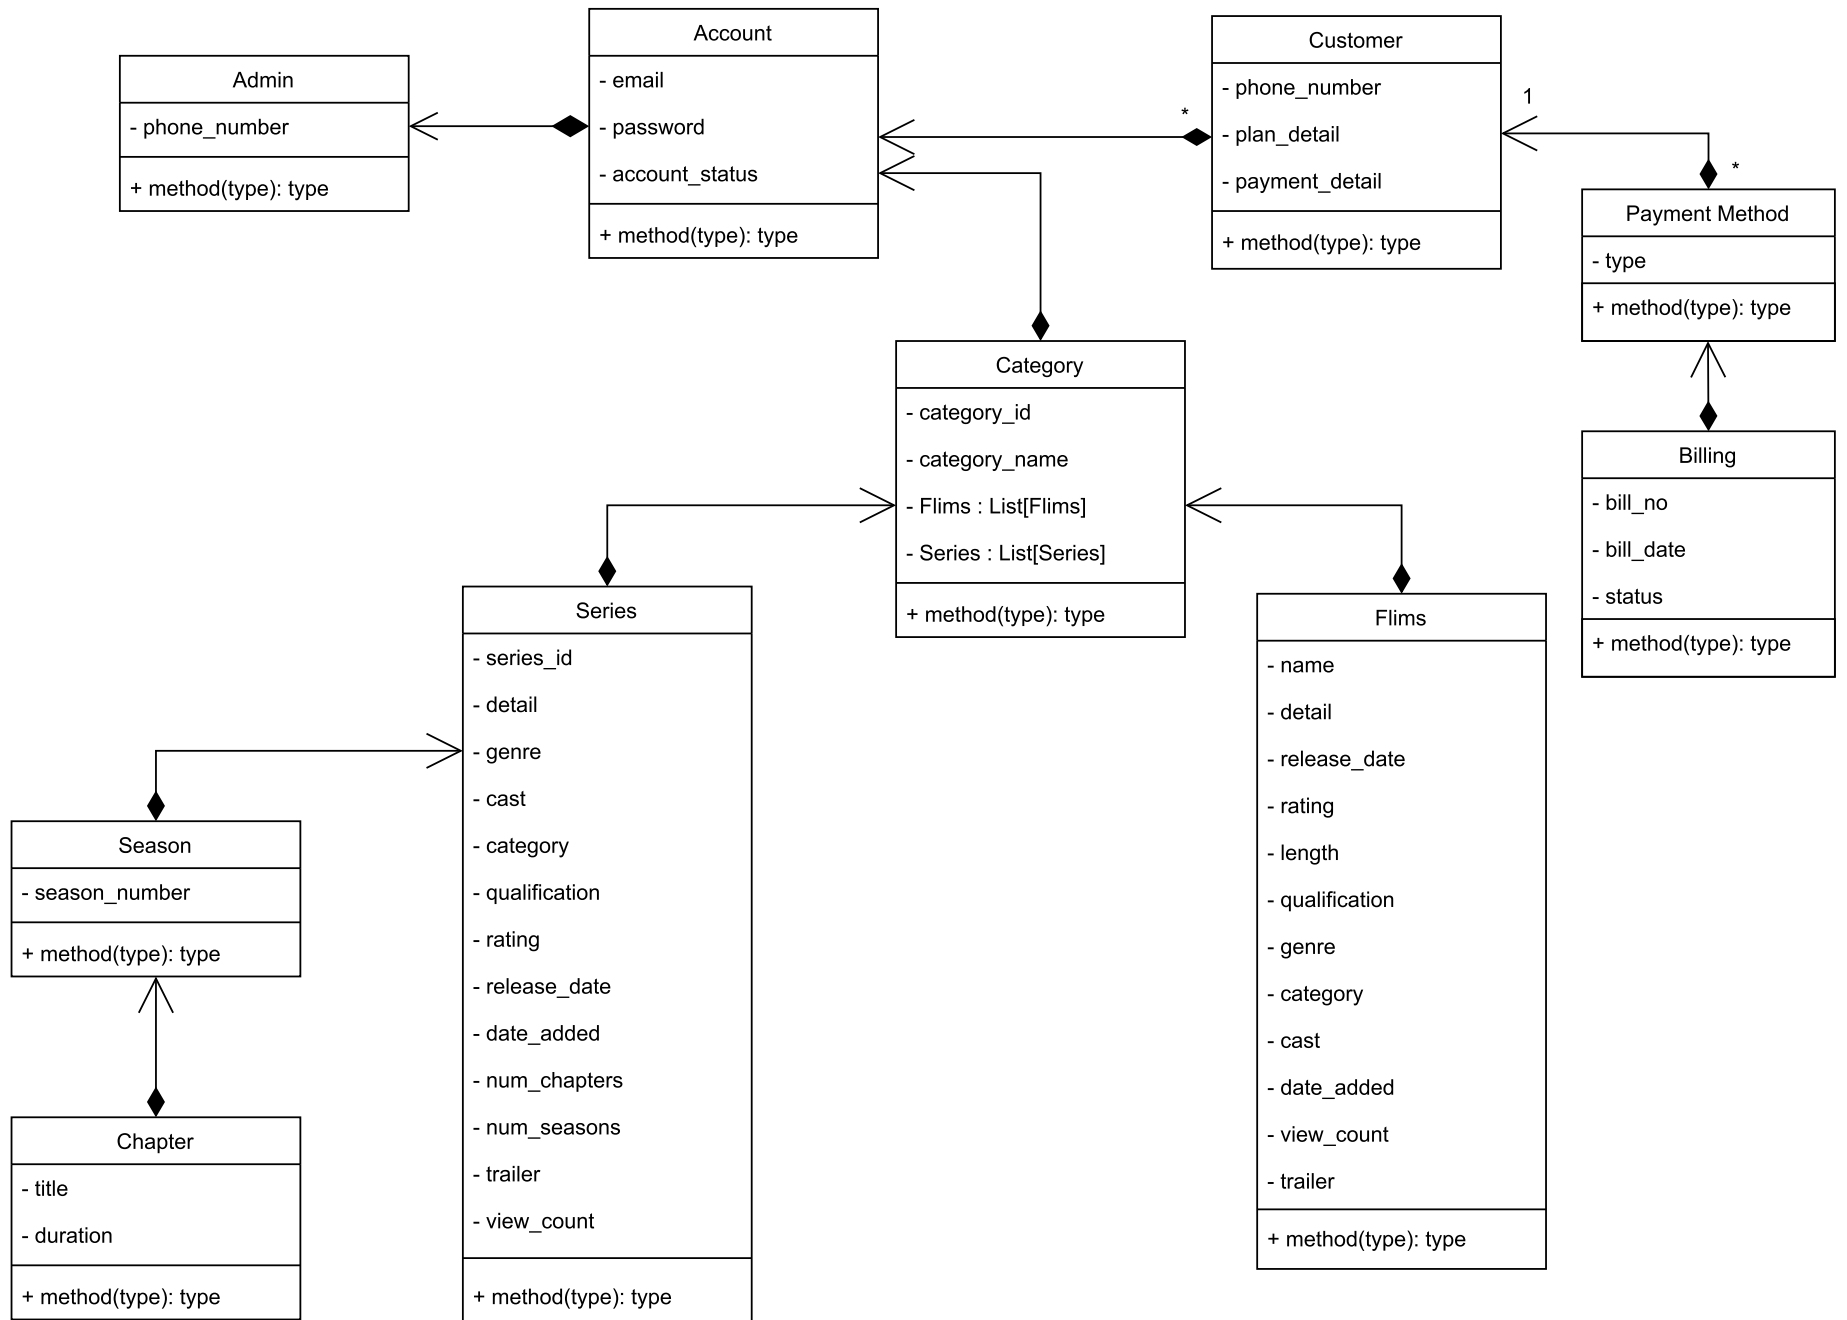 Account
- email
- password
- account_status
+ method(type): type
Admin
- phone_number
+ method(type): type
Customer
- phone_number
- plan_detail
- payment_detail
+ method(type): type
*
1
*
Payment Method
- type
+ method(type): type
Category
- category_id
- category_name
- Flims : List[Flims]
- Series : List[Series]
+ method(type): type
Billing
- bill_no
- bill_date
- status
+ method(type): type
Series
- series_id
- detail
- genre
- cast
- category
- qualification
- rating
- release_date
- date_added
- num_chapters
- num_seasons
- trailer
- view_count
+ method(type): type
Flims
- name
- detail
- release_date
- rating
- length
- qualification
- genre
- category
- cast
- date_added
- view_count
- trailer
+ method(type): type
Season
- season_number
+ method(type): type
Chapter
- title
- duration
+ method(type): type